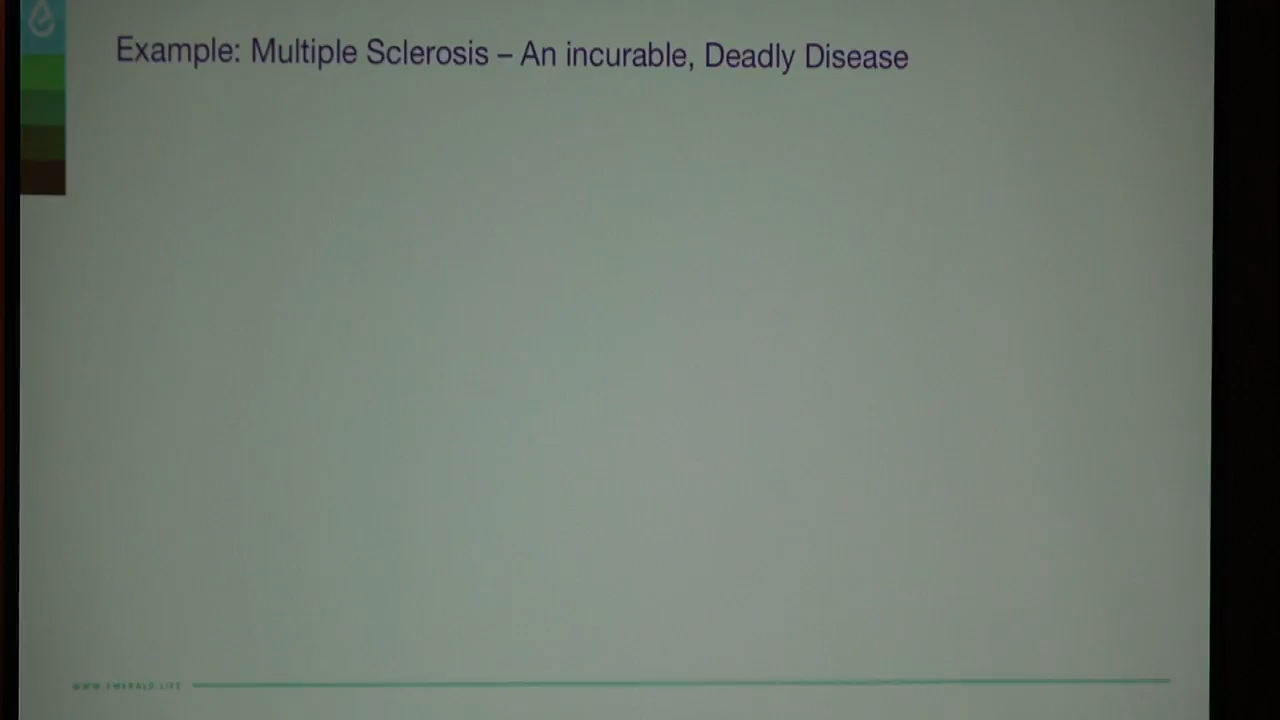 Example: Multiple Sclerosis – An incurable, Deadly Disease
WWW.EMERALD.LIFE